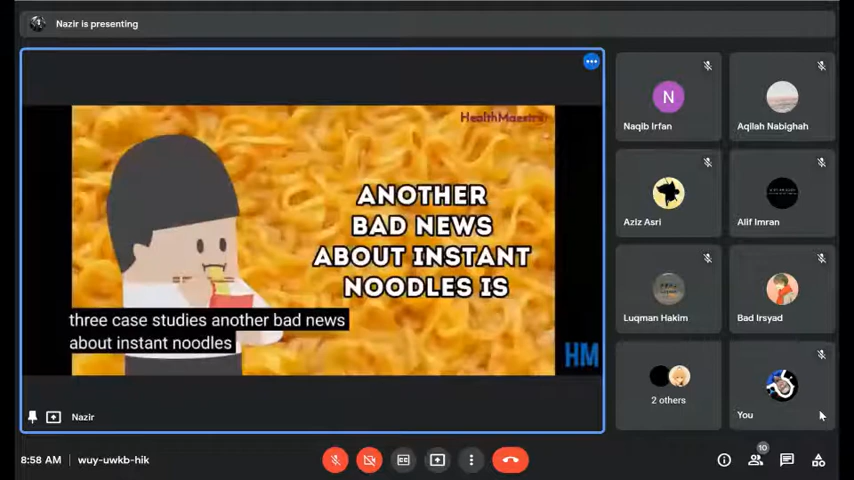 Nazir is presenting
HealthMaestro
ANOTHER
BAD NEWS
ABOUT INSTANT
NOODLES IS
three case studies another bad news
about instant noodles
HM
Nazir
N
Naqib Irfan
Aqilah Nabighah
Aziz Asri
Alif Imran
Luqman Hakim
Bad Irsyad
2 others
You
8:58 AM
wuy-uwkb-hik
10